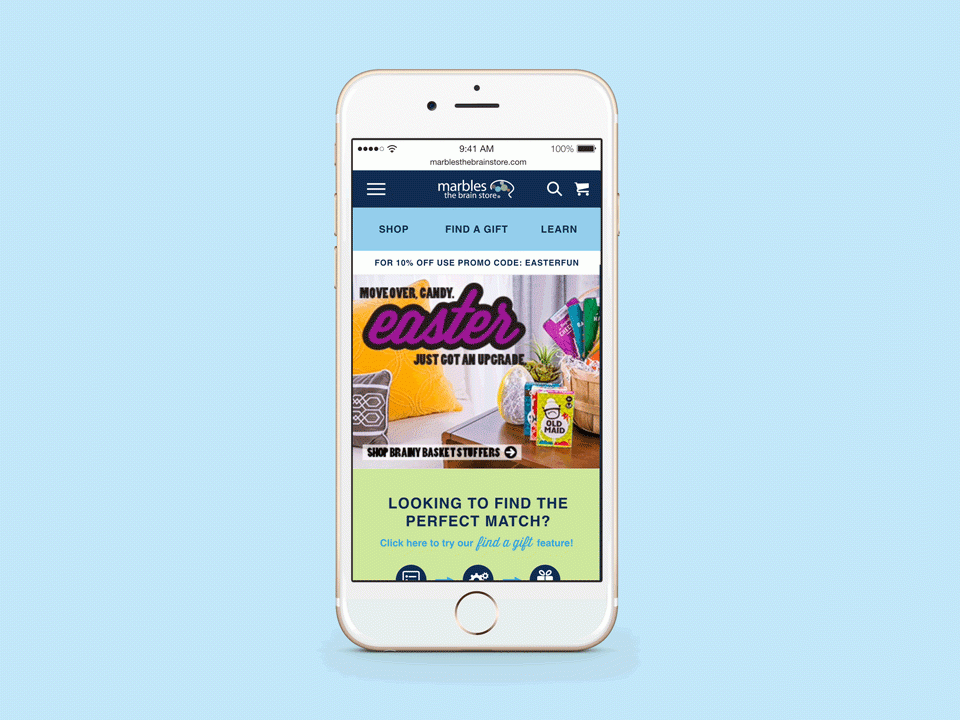 9:41 AM
100%
marblesthebrainstore.com
marbles
the brain store
SHOP
FIND A GIFT
LEARN
FOR 10% OFF USE PROMO CODE: EASTERFUN
MOVE OVER, CANDY.
easter
JUST GOT AN UPGRADE.
OLD
MAID
SHOP BRAINY BASKET STUFFERS
LOOKING TO FIND THE
PERFECT MATCH?
Click here to try our find a gift feature!